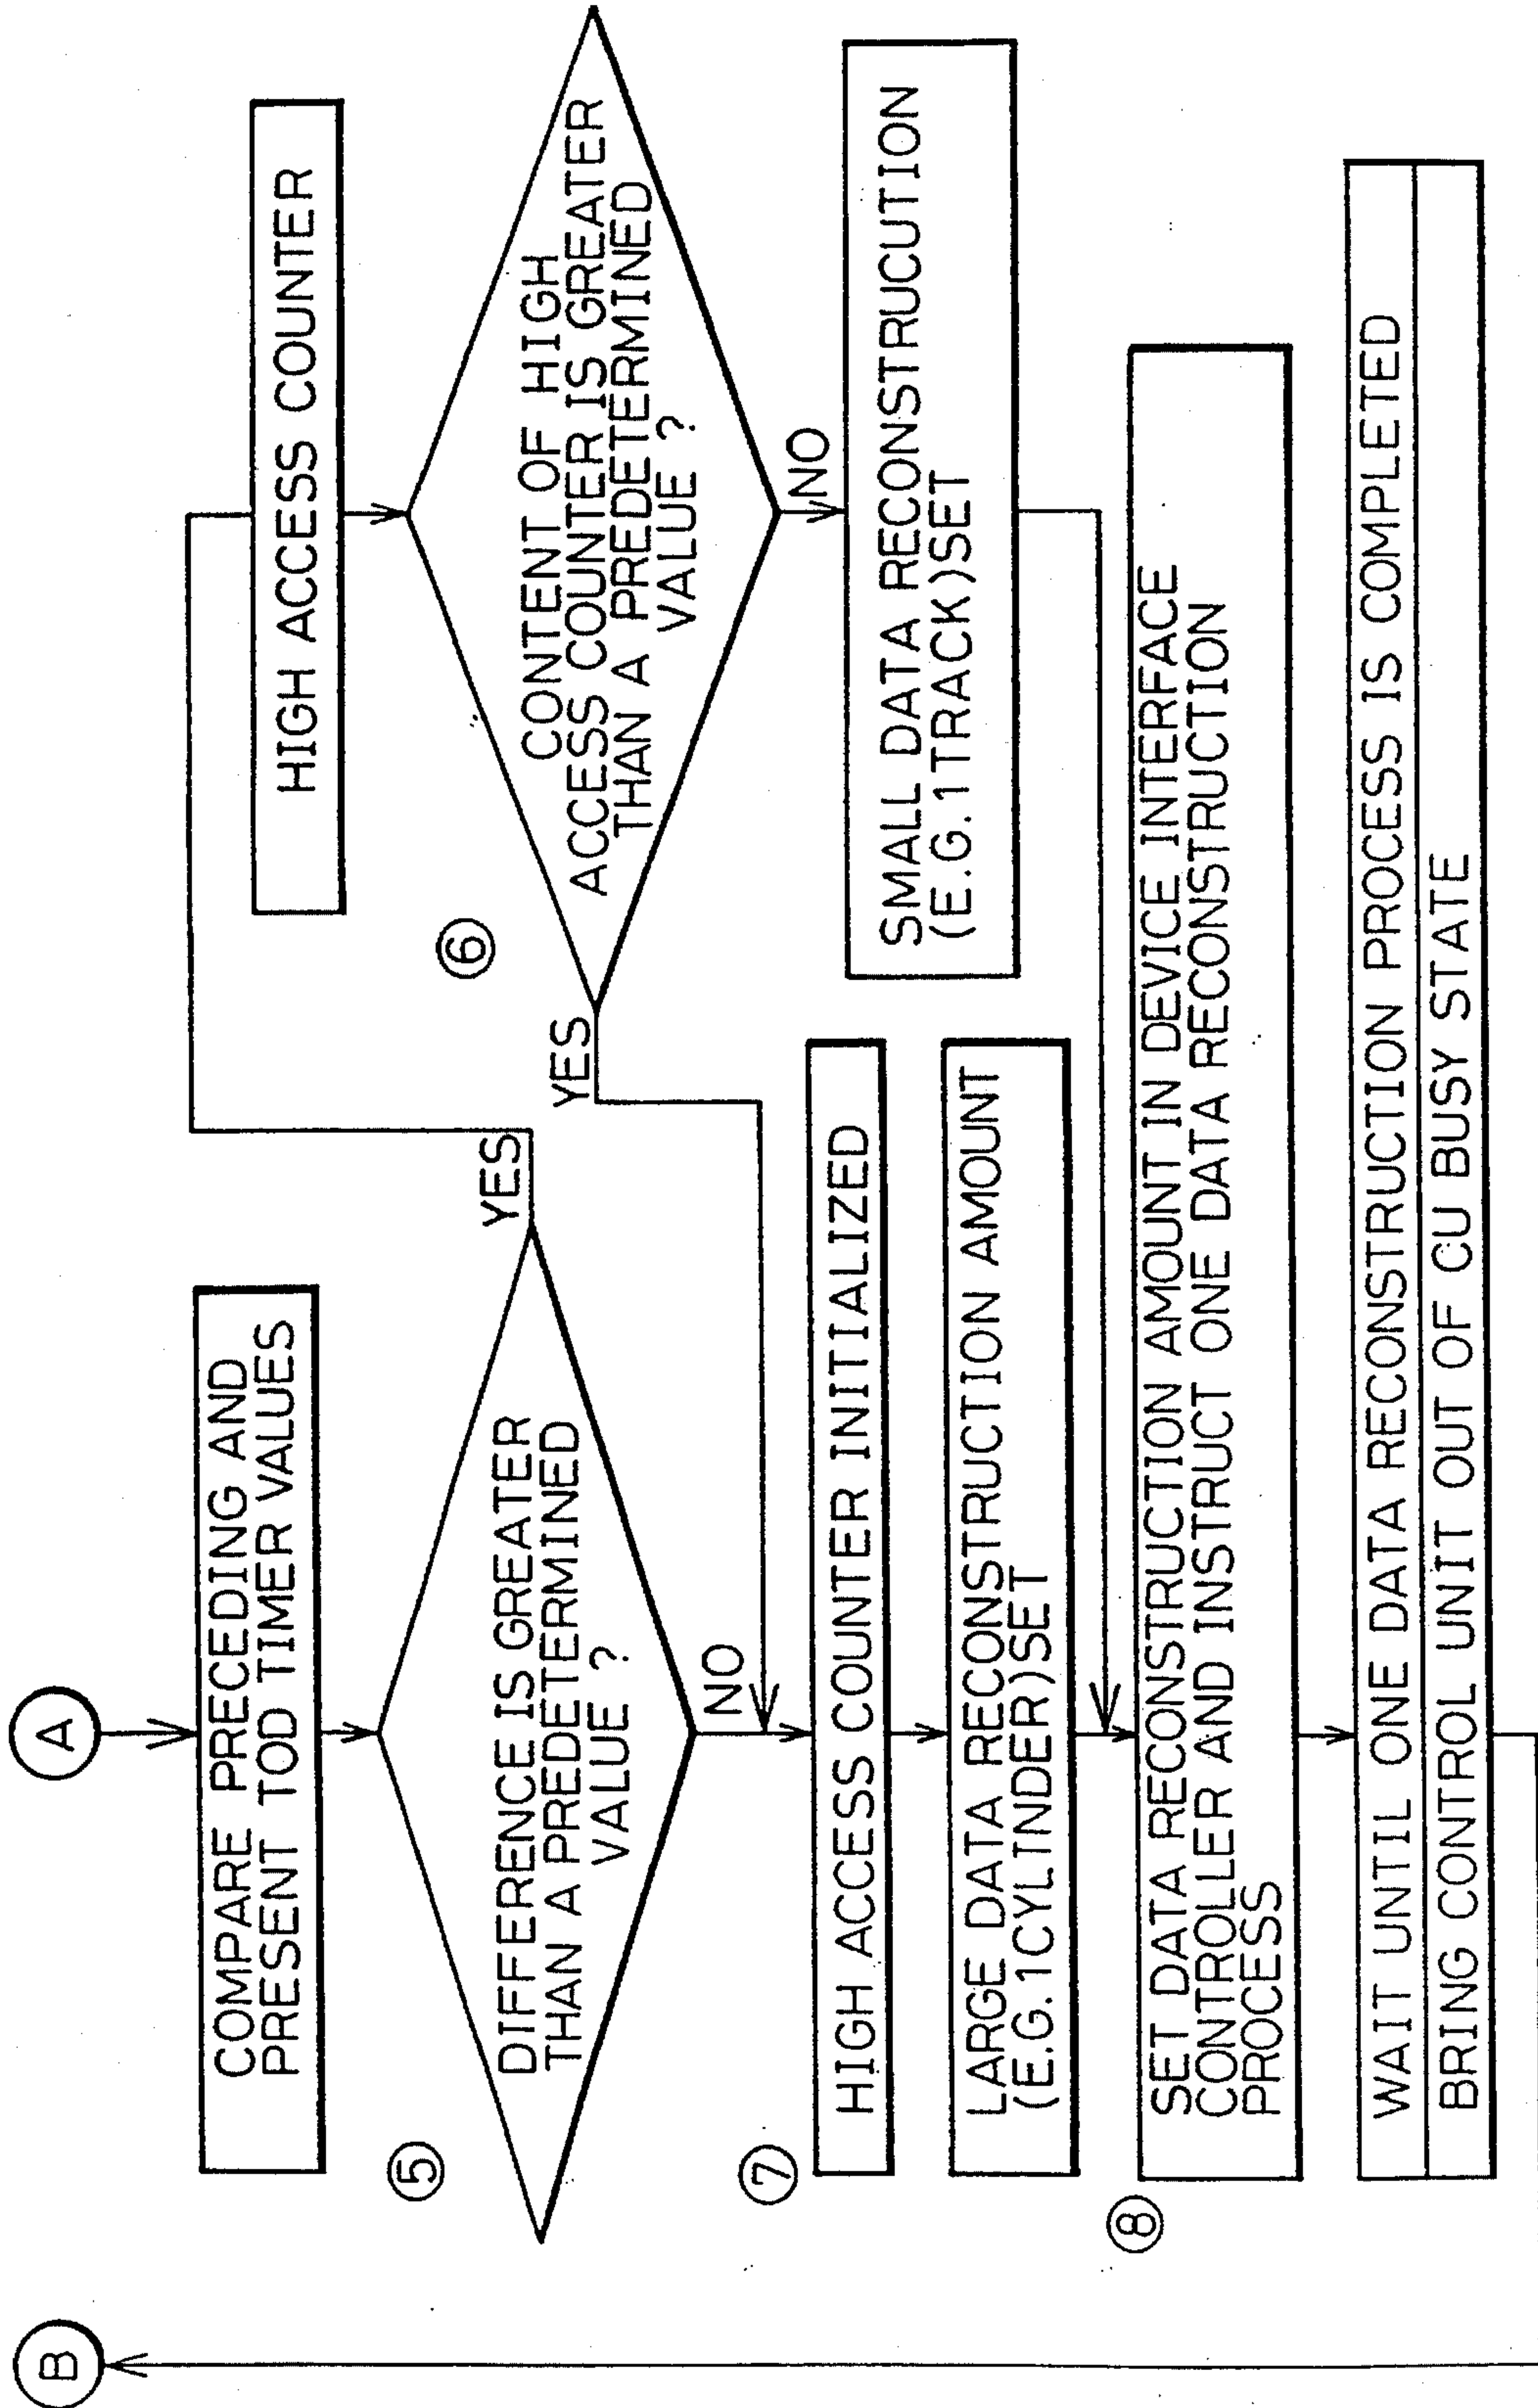 A
COMPARE PRECEDING AND
PRESENT TOD TIMER VALUES
⑤
DIFFERENCE IS GREATER
THAN A PREDETERMINED
VALUE ?
YES
NO
HIGH ACCESS COUNTER
⑥
CONTENT OF HIGH
ACCESS COUNTER IS GREATER
THAN A PREDETERMINED
VALUE ?
YES
NO
SMALL DATA RECONSTRUCUTION
(E.G.1TRACK)SET
⑦
HIGH ACCESS COUNTER INITIALIZED
LARGE DATA RECONSTRUCTION AMOUNT
(E.G.1CYLINDER)SET
⑧
SET DATA RECONSTRUCTION AMOUNT IN DEVICE INTERFACE
CONTROLLER AND INSTRUCT ONE DATA RECONSTRUCTION
PROCESS
WAIT UNTIL ONE DATA RECONSTRUCTION PROCESS IS COMPLETED
BRING CONTROL UNIT OUT OF CU BUSY STATE
B